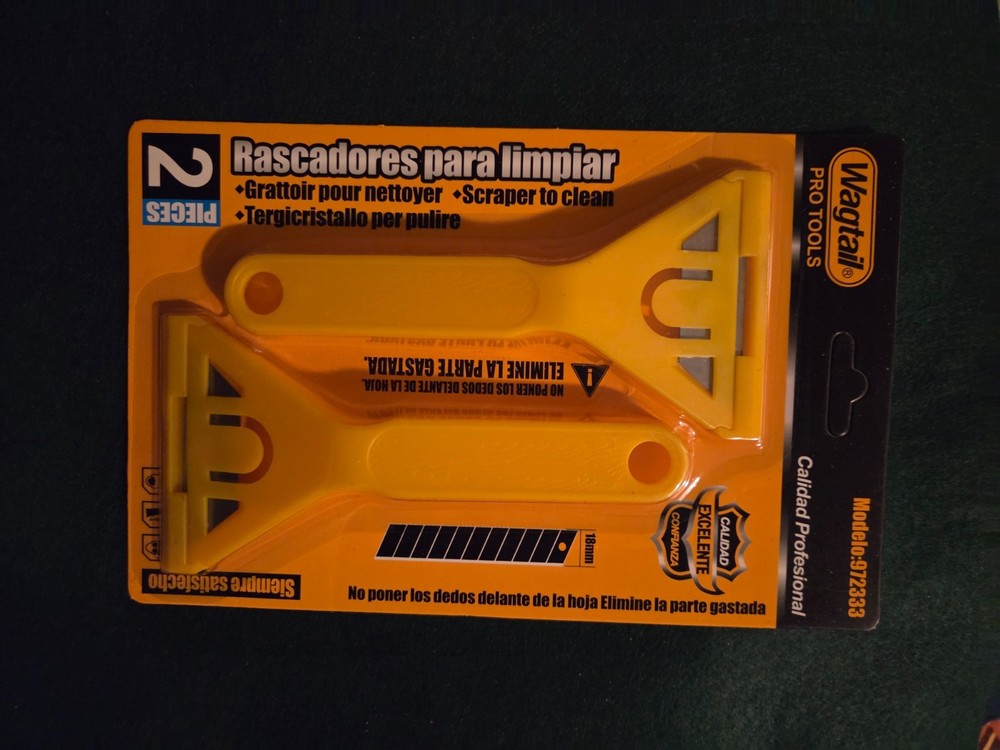 2
PIECES
Rascadores para limpiar
◆Grattoir pour nettoyer ◆Scraper to clean
◆Tergicristallo per pulire
Wagtail®
PRO TOOLS
NO PONER LOS DEDOS DELANTE DE LA HOJA.
ELIMINE LA PARTE GASTADA.
18mm
CALIDAD
EXCELENTE
CONFIANZA
Calidad Profesional
Modelo:972333
Siempre satisfecho
No poner los dedos delante de la hoja Elimine la parte gastada